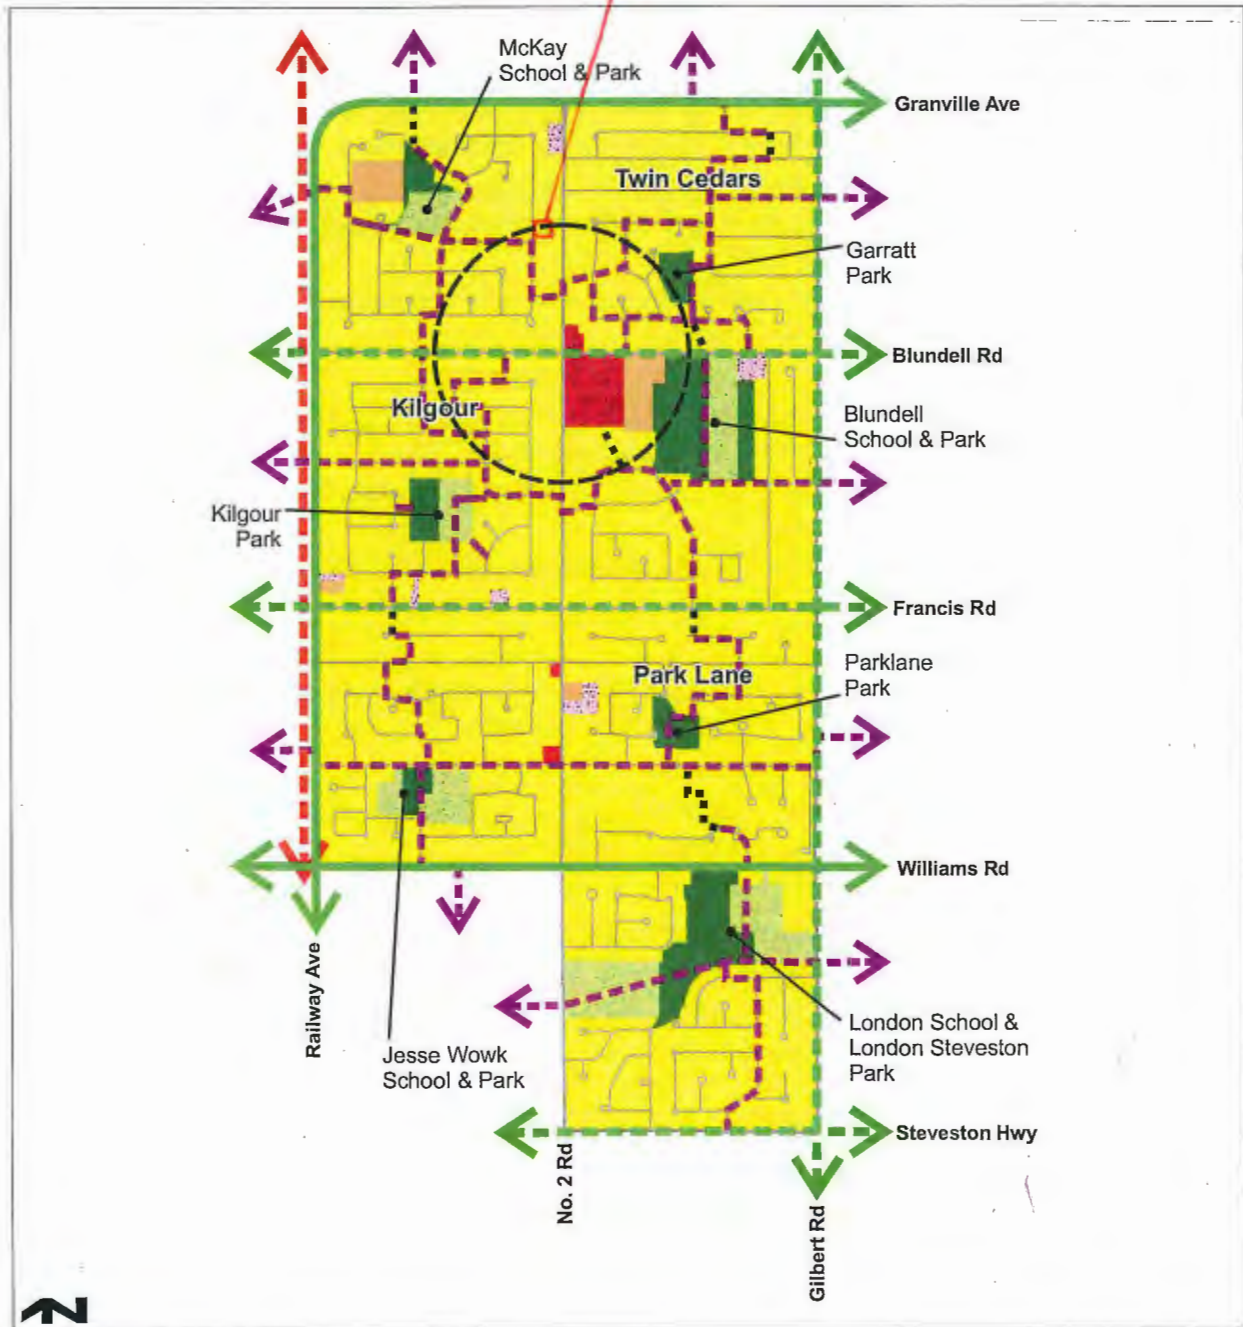 McKay
School & Park
Granville Ave
Twin Cedars
Garratt
Park
Blundell Rd
Kilgour
Blundell
School & Park
Kilgour
Park
Francis Rd
Park Lane
Parklane
Park
Williams Rd
Railway Ave
Jesse Wowk
School & Park
London School &
London Steveston
Park
Steveston Hwy
No. 2 Rd
Gilbert Rd
N